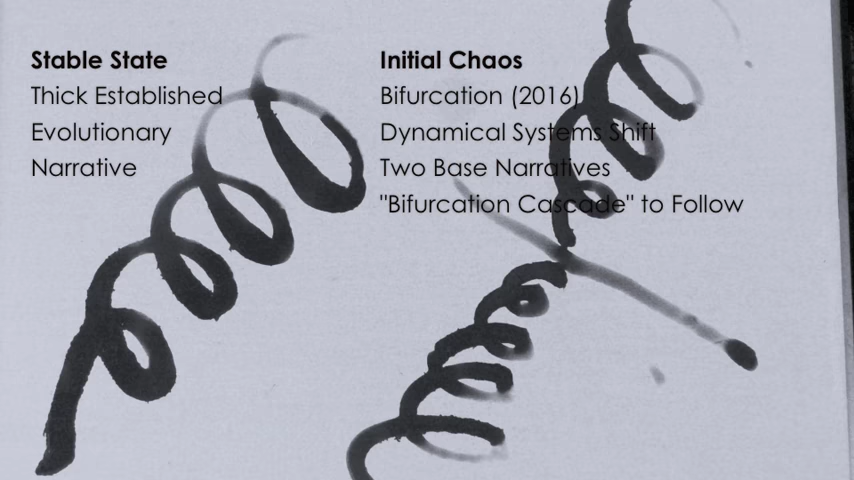 Stable State
Thick Established
Evolutionary
Narrative
Initial Chaos
Bifurcation (2016)
Dynamical Systems Shift
Two Base Narratives
"Bifurcation Cascade" to Follow